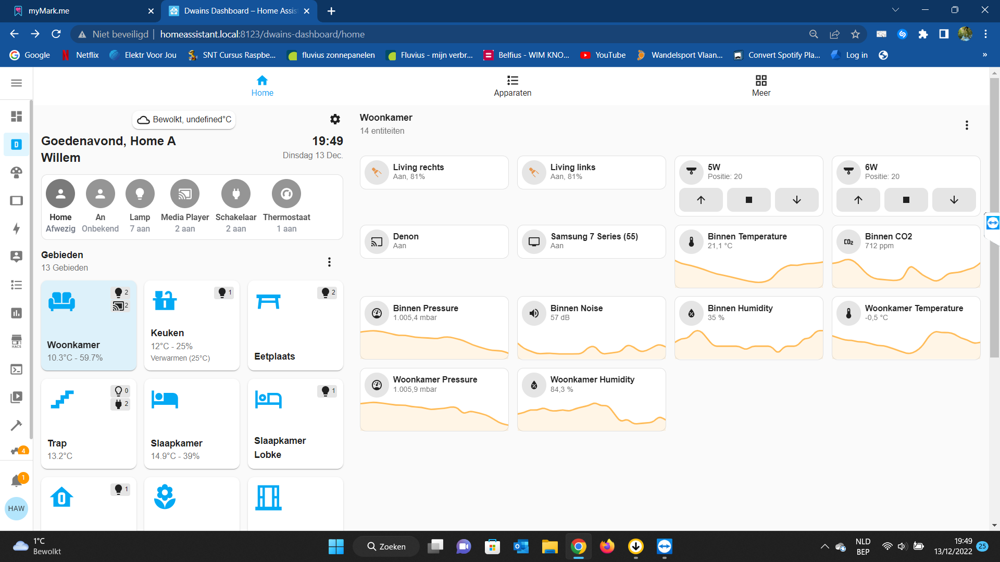 myMark.me
Dwains Dashboard – Home Assis
Niet beveiligd
homeassistant.local:8123/dwains-dashboard/home
Google
Netflix
Elektr Voor Jou
SNT Cursus Raspbe...
fluvius zonnepanelen
Fluvius - mijn verbr...
Belfius - WIM KNO...
YouTube
Wandelsport Vlaan...
Convert Spotify Pla...
Log in
»
Home
Apparaten
Meer
D
HACS
4
1
HAW
Bewolkt, undefined°C
Goedenavond, Home A
Willem
19:49
Dinsdag 13 Dec.
Home
Afwezig
An
Onbekend
Lamp
7 aan
Media Player
2 aan
Schakelaar
2 aan
Thermostaat
1 aan
Gebieden
13 Gebieden
2
2
Woonkamer
10.3°C - 59.7%
1
Keuken
12°C - 25%
Verwarmen (25°C)
2
Eetplaats
0
2
Trap
13.2°C
Slaapkamer
14.9°C - 39%
1
Slaapkamer
Lobke
0
1
Woonkamer
14 entiteiten
Living rechts
Aan, 81%
Living links
Aan, 81%
5W
Positie: 20
6W
Positie: 20
Denon
Aan
Samsung 7 Series (55)
Aan
Binnen Temperature
21,1 °C
CO2
Binnen CO2
712 ppm
Binnen Pressure
1.005,4 mbar
Binnen Noise
57 dB
Binnen Humidity
35 %
Woonkamer Temperature
-0,5 °C
Woonkamer Pressure
1.005,9 mbar
Woonkamer Humidity
84,3 %
1°C
Bewolkt
Zoeken
NLD
BEP
19:49
13/12/2022
25